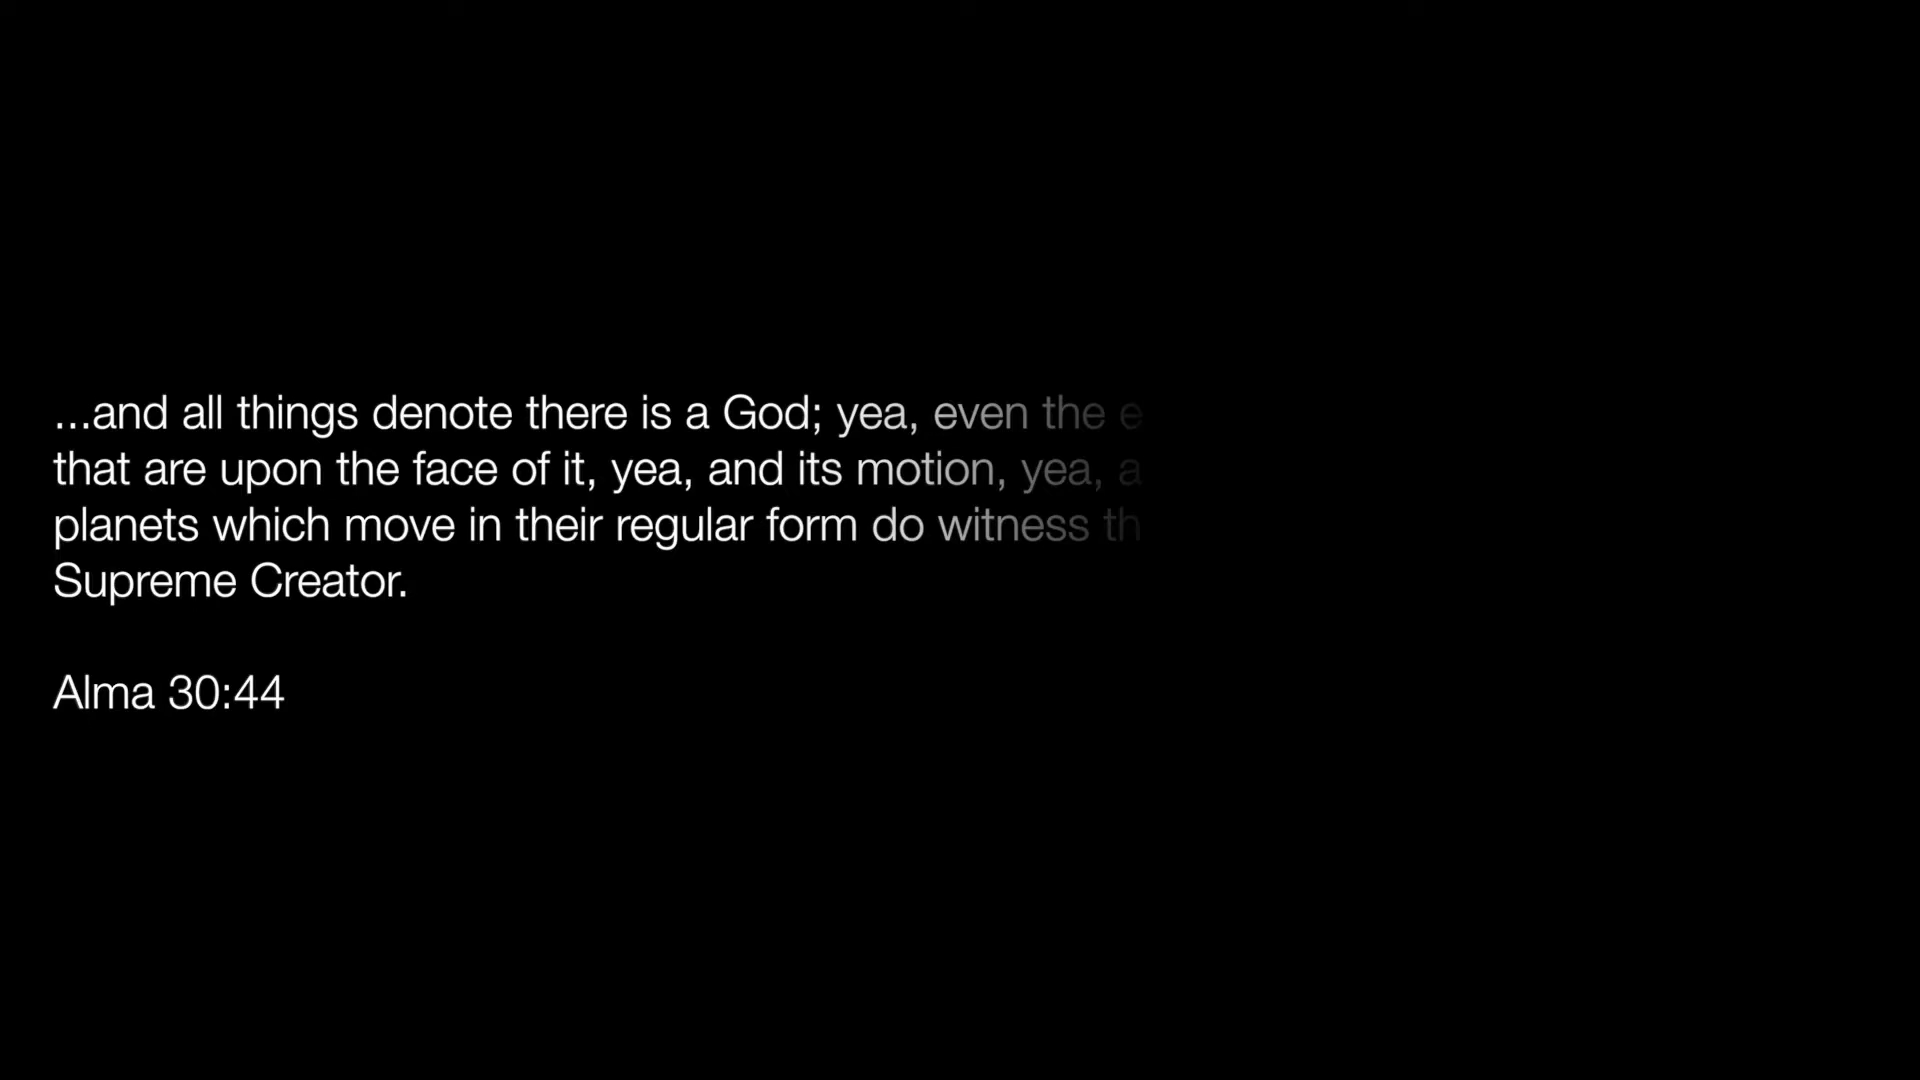 ...and all things denote there is a God; yea, even the e
that are upon the face of it, yea, and its motion, yea, a
planets which move in their regular form do witness th
Supreme Creator.
Alma 30:44